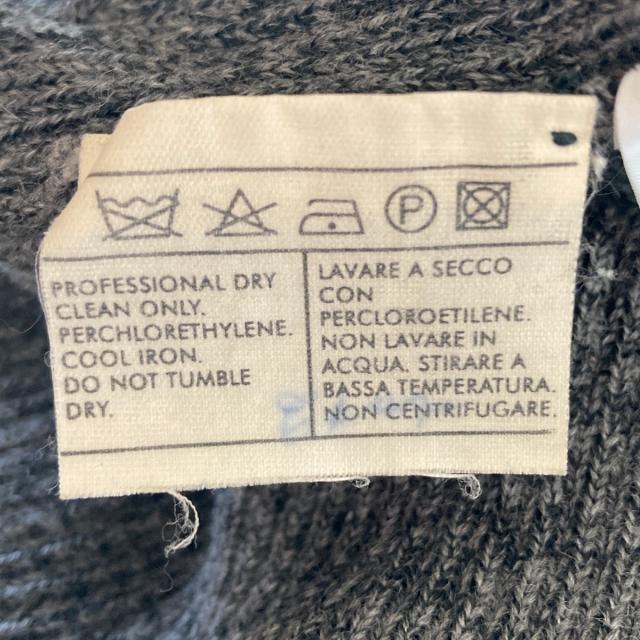 P
PROFESSIONAL DRY
CLEAN ONLY.
PERCHLORETHYLENE.
COOL IRON.
DO NOT TUMBLE
DRY.
LAVARE A SECCO
CON
PERCLOROETILENE.
NON LAVARE IN
ACQUA. STIRARE A
BASSA TEMPERATURA.
NON CENTRIFUGARE.